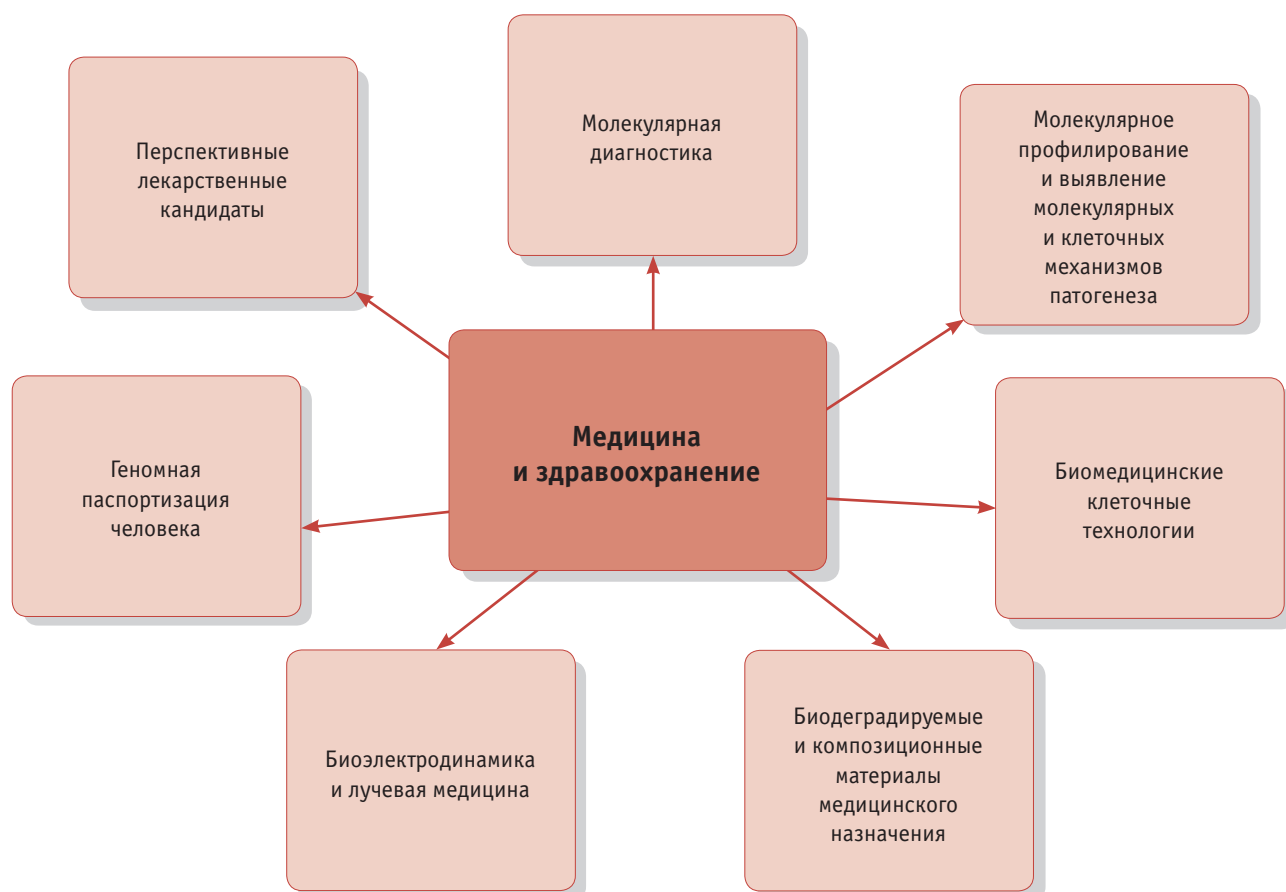 Молекулярная
диагностика
Перспективные
лекарственные
кандидаты
Молекулярное
профилирование
и выявление
молекулярных
и клеточных
механизмов
патогенеза
Медицина
и здравоохранение
Геномная
паспортизация
человека
Биомедицинские
клеточные
технологии
Биоэлектродинамика
и лучевая медицина
Биодеградируемые
и композиционные
материалы
медицинского
назначения